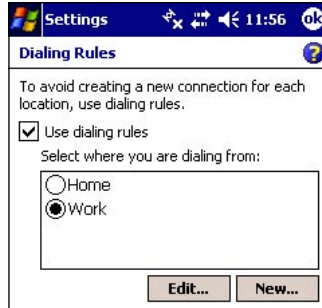 Settings 11:56 ok
Dialing Rules ?
To avoid creating a new connection for each
location, use dialing rules.
Use dialing rules
Select where you are dialing from:
Home
Work
Edit... New...